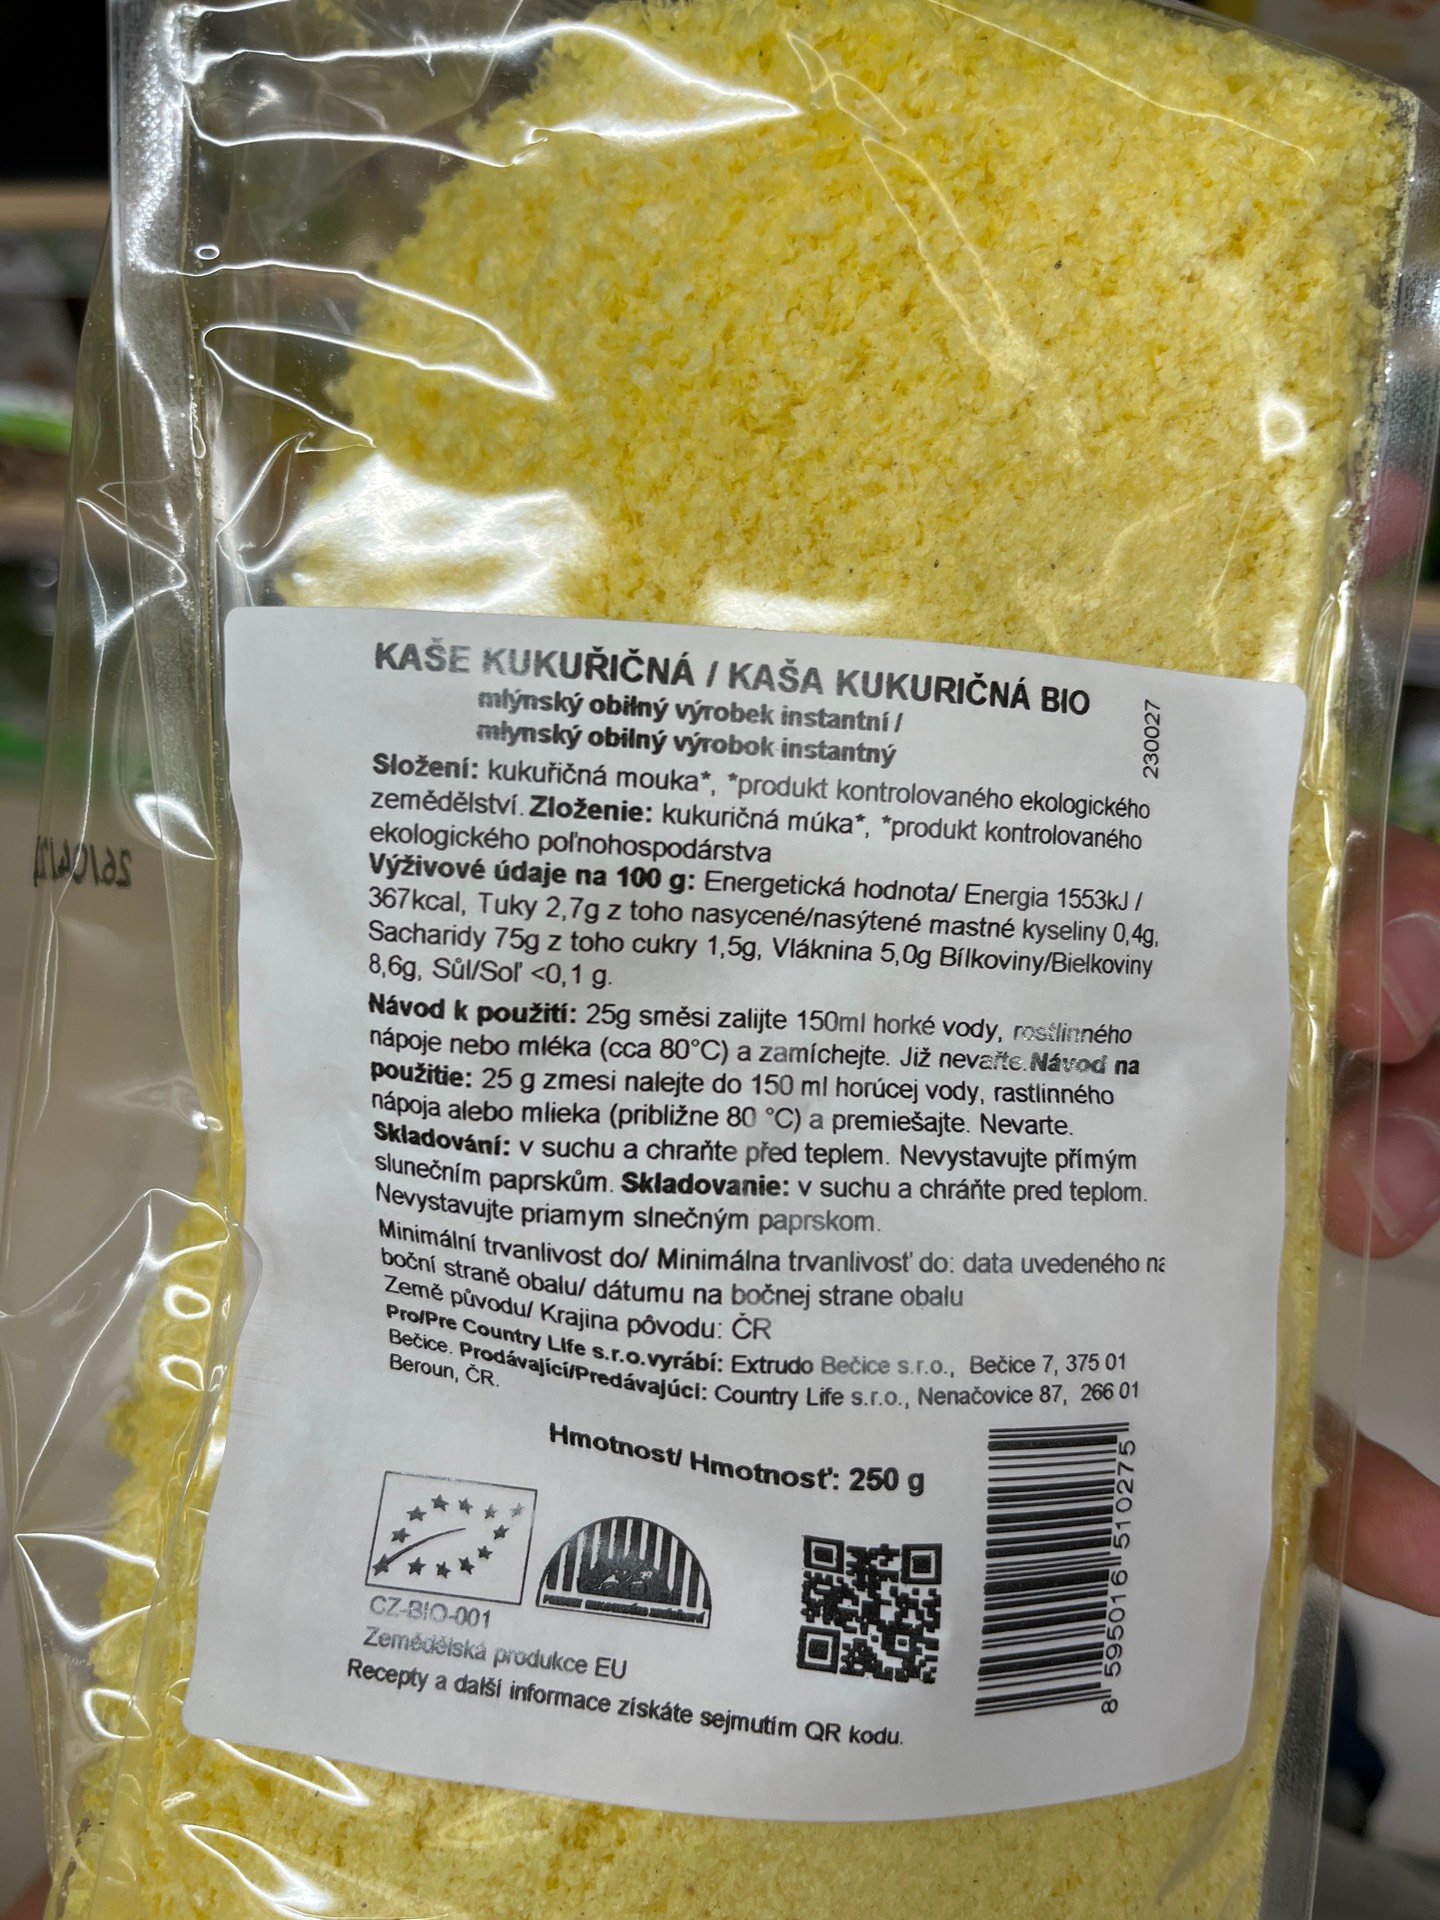 KAŠE KUKUŘIČNÁ / KAŠA KUKURIČNÁ BIO
mlýnský obilný výrobek instantní /
mlynský obilný výrobok instantný
230027
Složení: kukuřičná mouka*, *produkt kontrolovaného ekologického
zemědělství. Zloženie: kukuričná múka*, *produkt kontrolovaného
ekologického poľnohospodárstva
Výživové údaje na 100 g: Energetická hodnota/ Energia 1553kJ /
367kcal, Tuky 2,7g z toho nasycené/nasýtené mastné kyseliny 0,4g,
Sacharidy 75g z toho cukry 1,5g, Vláknina 5,0g Bílkoviny/Bielkoviny
8,6g, Sůl/Soľ <0,1 g.
Návod k použití: 25g směsi zalijte 150ml horké vody, rostlinného
nápoje nebo mléka (cca 80°C) a zamíchejte. Již nevařte. Návod na
použitie: 25 g zmesi nalejte do 150 ml horúcej vody, rastlinného
nápoja alebo mlieka (približne 80 °C) a premiešajte. Nevarte.
Skladování: v suchu a chraňte před teplem. Nevystavujte přímým
slunečním paprskům. Skladovanie: v suchu a chráňte pred teplom.
Nevystavujte priamym slnečným paprskom.
Minimální trvanlivost do/ Minimálna trvanlivosť do: data uvedeného na
boční straně obalu/ dátumu na bočnej strane obalu
Země původu/ Krajina pôvodu: ČR
Pro/Pre Country Life s.r.o.vyrábí: Extrudo Bečice s.r.o., Bečice 7, 375 01
Bečice. Prodávající/Predávajúci: Country Life s.r.o., Nenačovice 87, 266 01
Beroun, ČR.
Hmotnost/ Hmotnosť: 250 g
8 595016 510275
CZ-BIO-001
Zemědělská produkce EU
Recepty a další informace získáte sejmutím QR kodu.